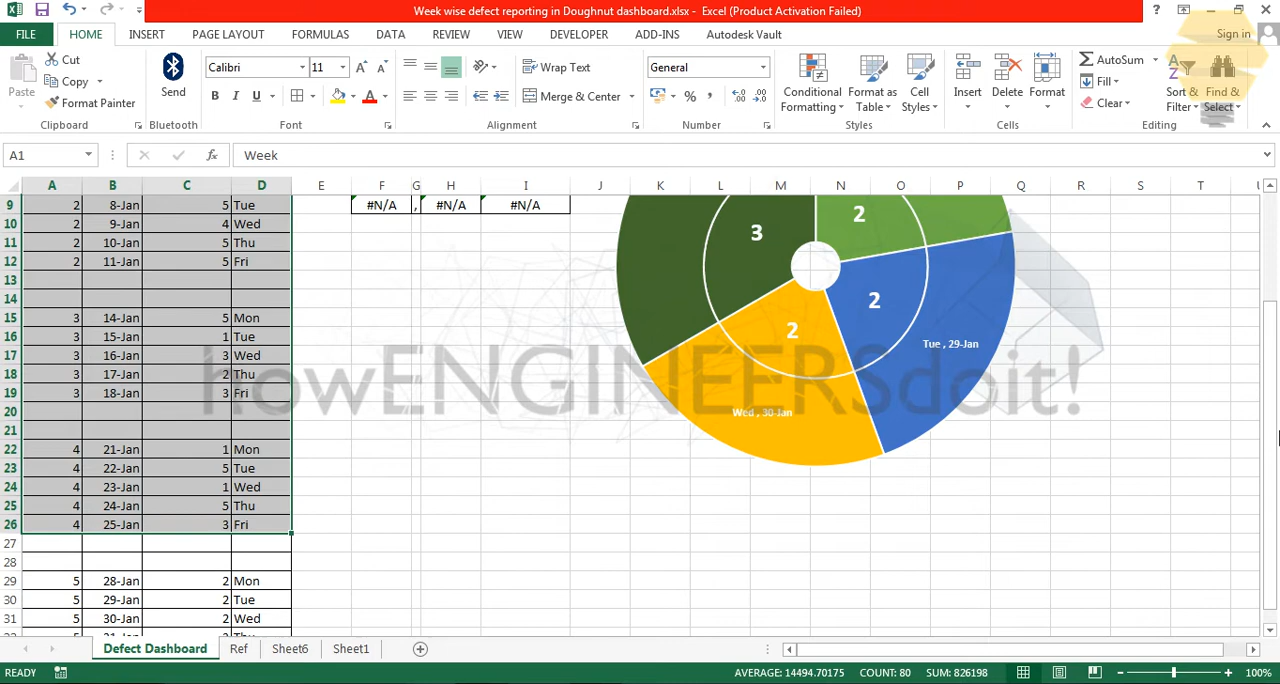 Week wise defect reporting in Doughnut dashboard.xlsx - Excel (Product Activation Failed)
FILE HOME INSERT PAGE LAYOUT FORMULAS DATA REVIEW VIEW DEVELOPER ADD-INS Autodesk Vault Sign in
Paste Cut Copy Format Painter
Send
Calibri 11
B I U
Wrap Text
Merge & Center
General
Conditional Formatting Format as Table Cell Styles
Insert Delete Format
AutoSum Fill Clear
Sort & Filter Find & Select
Clipboard Bluetooth Font Alignment Number Styles Cells Editing
A1 fx Week
A B C D E F G H I J K L M N O P Q R S T
9 2 8-Jan 5 Tue #N/A , #N/A #N/A
10 2 9-Jan 4 Wed
11 2 10-Jan 5 Thu
12 2 11-Jan 5 Fri
13
14
15 3 14-Jan 5 Mon
16 3 15-Jan 1 Tue
17 3 16-Jan 3 Wed
18 3 17-Jan 2 Thu
19 3 18-Jan 3 Fri
20
21
22 4 21-Jan 1 Mon
23 4 22-Jan 5 Tue
24 4 23-Jan 1 Wed
25 4 24-Jan 5 Thu
26 4 25-Jan 3 Fri
27
28
29 5 28-Jan 2 Mon
30 5 29-Jan 2 Tue
31 5 30-Jan 2 Wed
3
2
2
2
Tue , 29-Jan
Wed , 30-Jan
howENGINEERSdoit!
Defect Dashboard Ref Sheet6 Sheet1
READY AVERAGE: 14494.70175 COUNT: 80 SUM: 826198 100%